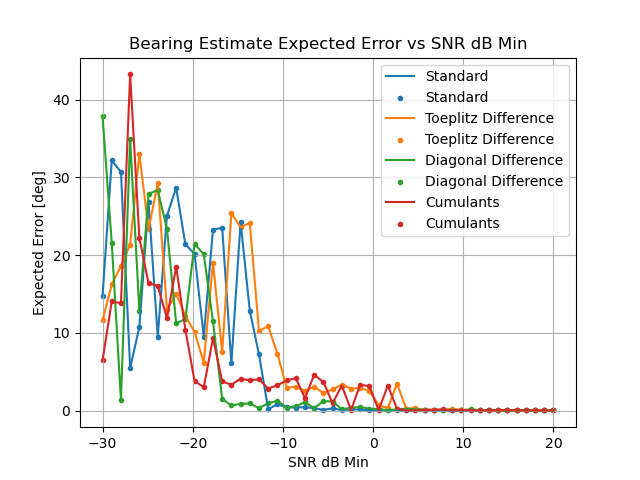 Bearing Estimate Expected Error vs SNR dB Min
Standard
Standard
Toeplitz Difference
Toeplitz Difference
Diagonal Difference
Diagonal Difference
Cumulants
Cumulants
40
30
20
10
0
Expected Error [deg]
−30
−20
−10
0
10
20
SNR dB Min